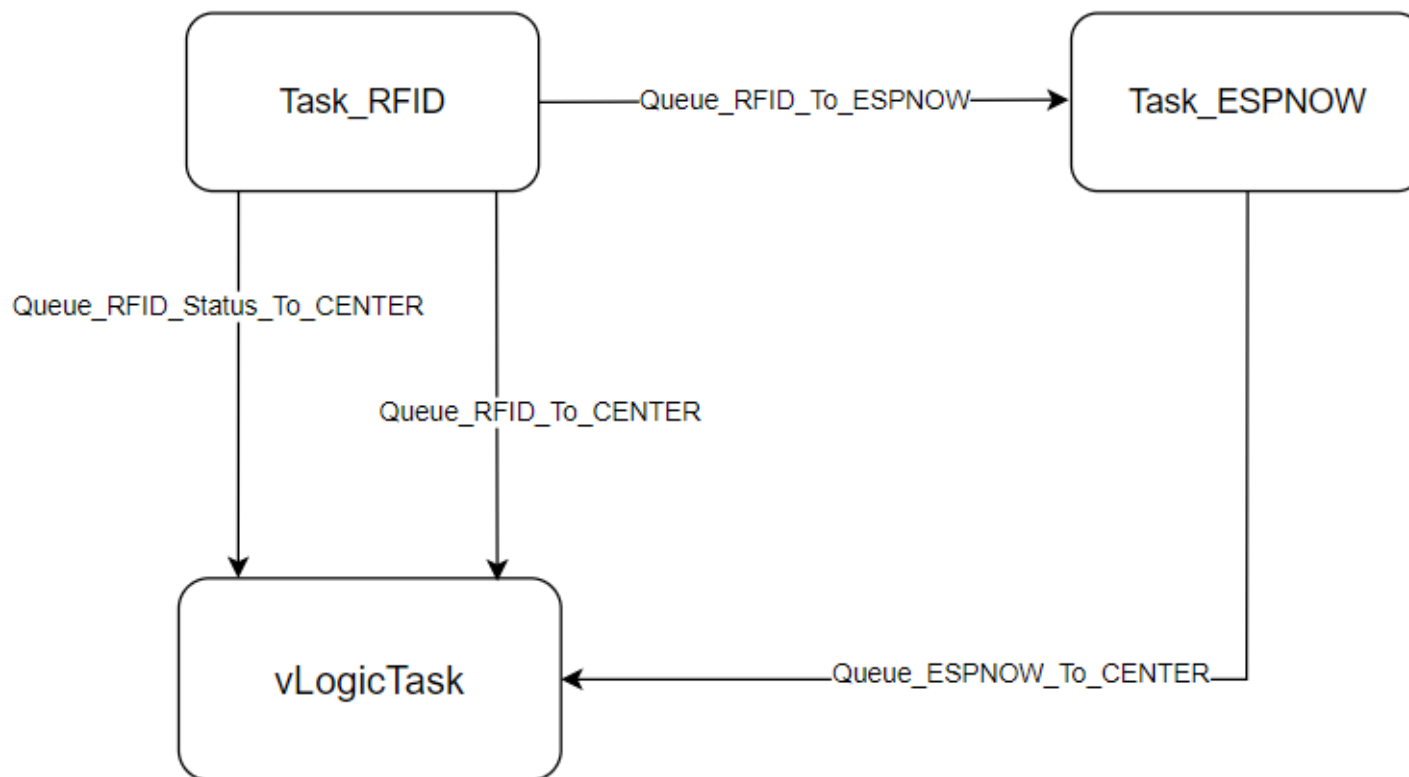 Task_RFID
Queue_RFID_To_ESPNOW
Task_ESPNOW
Queue_RFID_Status_To_CENTER
Queue_RFID_To_CENTER
vLogicTask
Queue_ESPNOW_To_CENTER